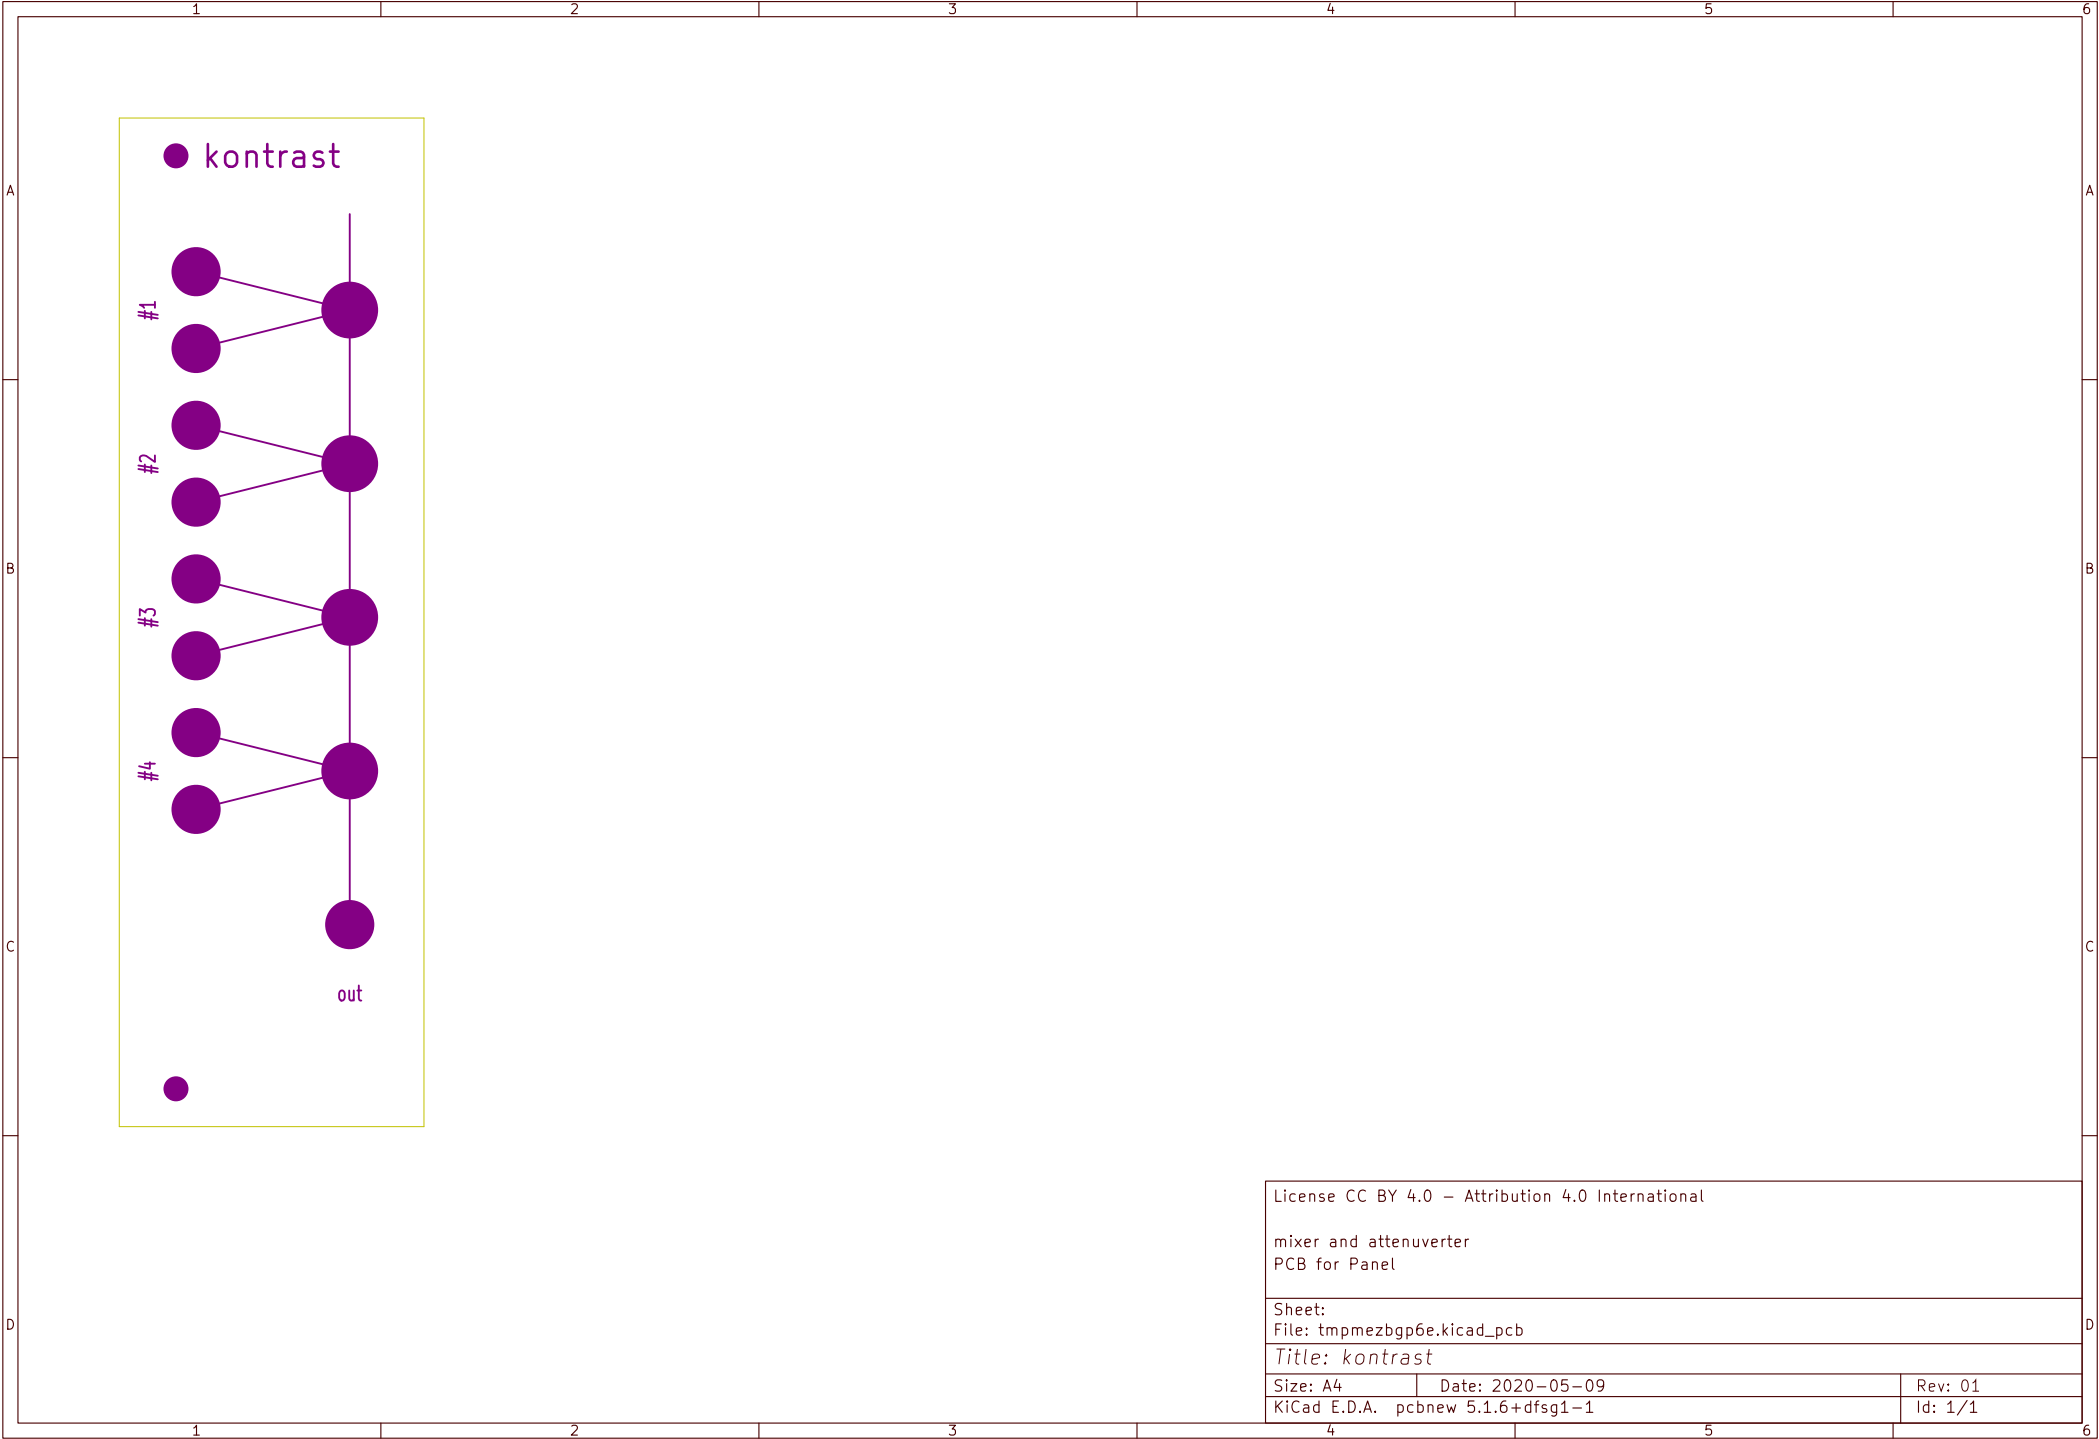 1 2 3 4 5 6
A A
kontrast
#1
#2
B B
#3
#4
C C
out
License CC BY 4.0 - Attribution 4.0 International
mixer and attenuverter
PCB for Panel
Sheet:
D D
File: tmpmezbgp6e.kicad_pcb
Title: kontrast
Size: A4 Date: 2020-05-09 Rev: 01
KiCad E.D.A. pcbnew 5.1.6+dfsg1-1 Id: 1/1
1 2 3 4 5 6